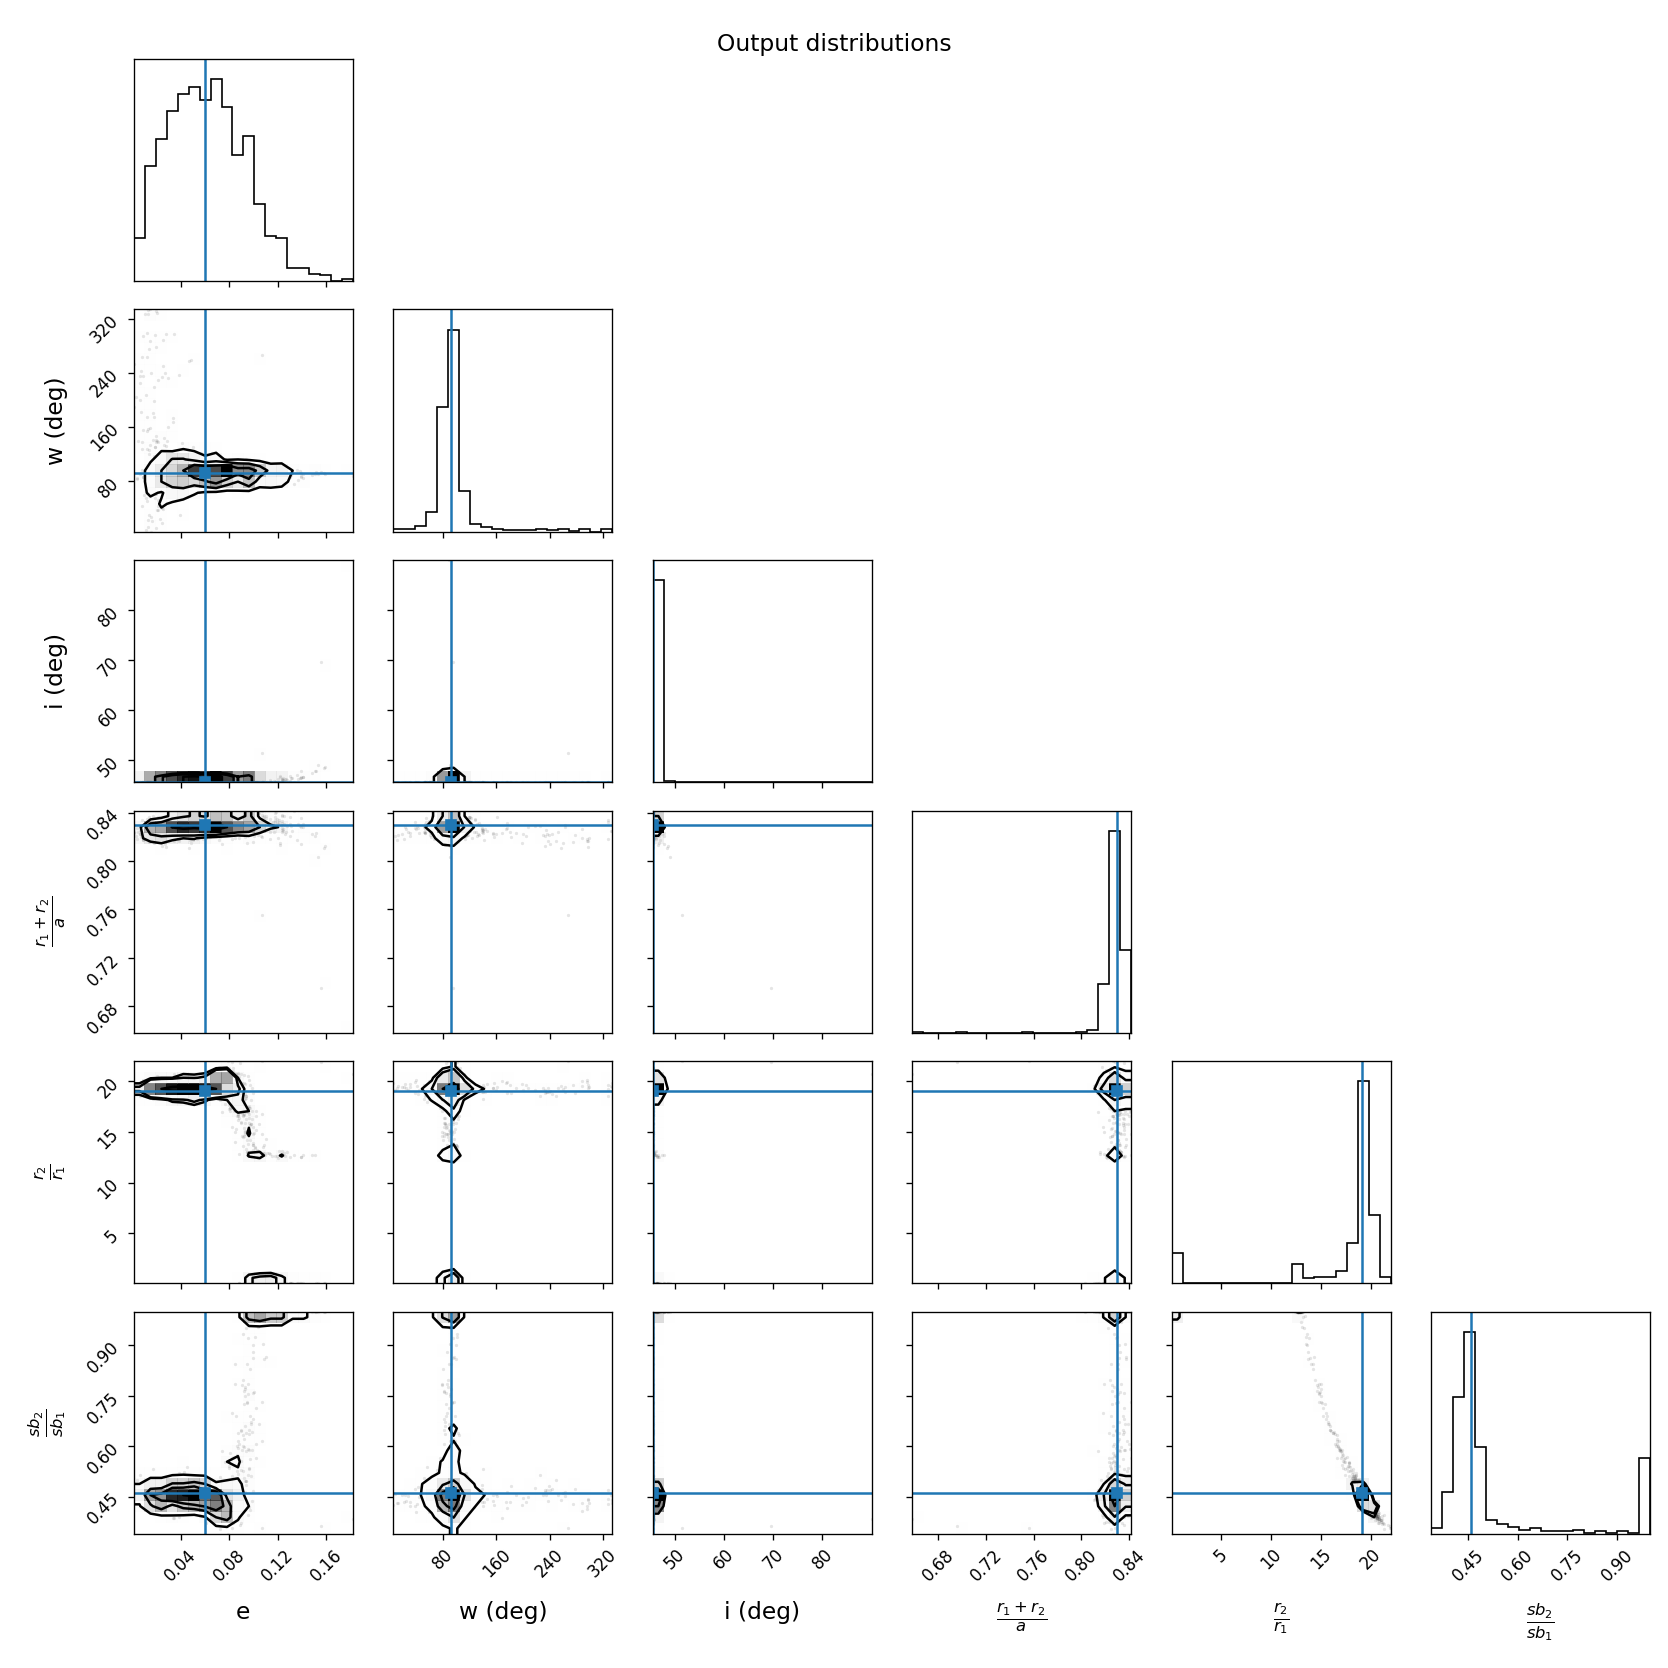 Output distributions
w (deg)
320
240
160
80
i (deg)
80
70
60
50
r₁ + r₂
a
0.84
0.80
0.76
0.72
0.68
r₂
r₁
20
15
10
5
sb₂
sb₁
0.90
0.75
0.60
0.45
0.04 0.08 0.12 0.16 80 160 240 320 50 60 70 80 0.68 0.72 0.76 0.80 0.84 5 10 15 20 0.45 0.60 0.75 0.90
e w (deg) i (deg) r₁ + r₂ r₂ sb₂
a r₁ sb₁